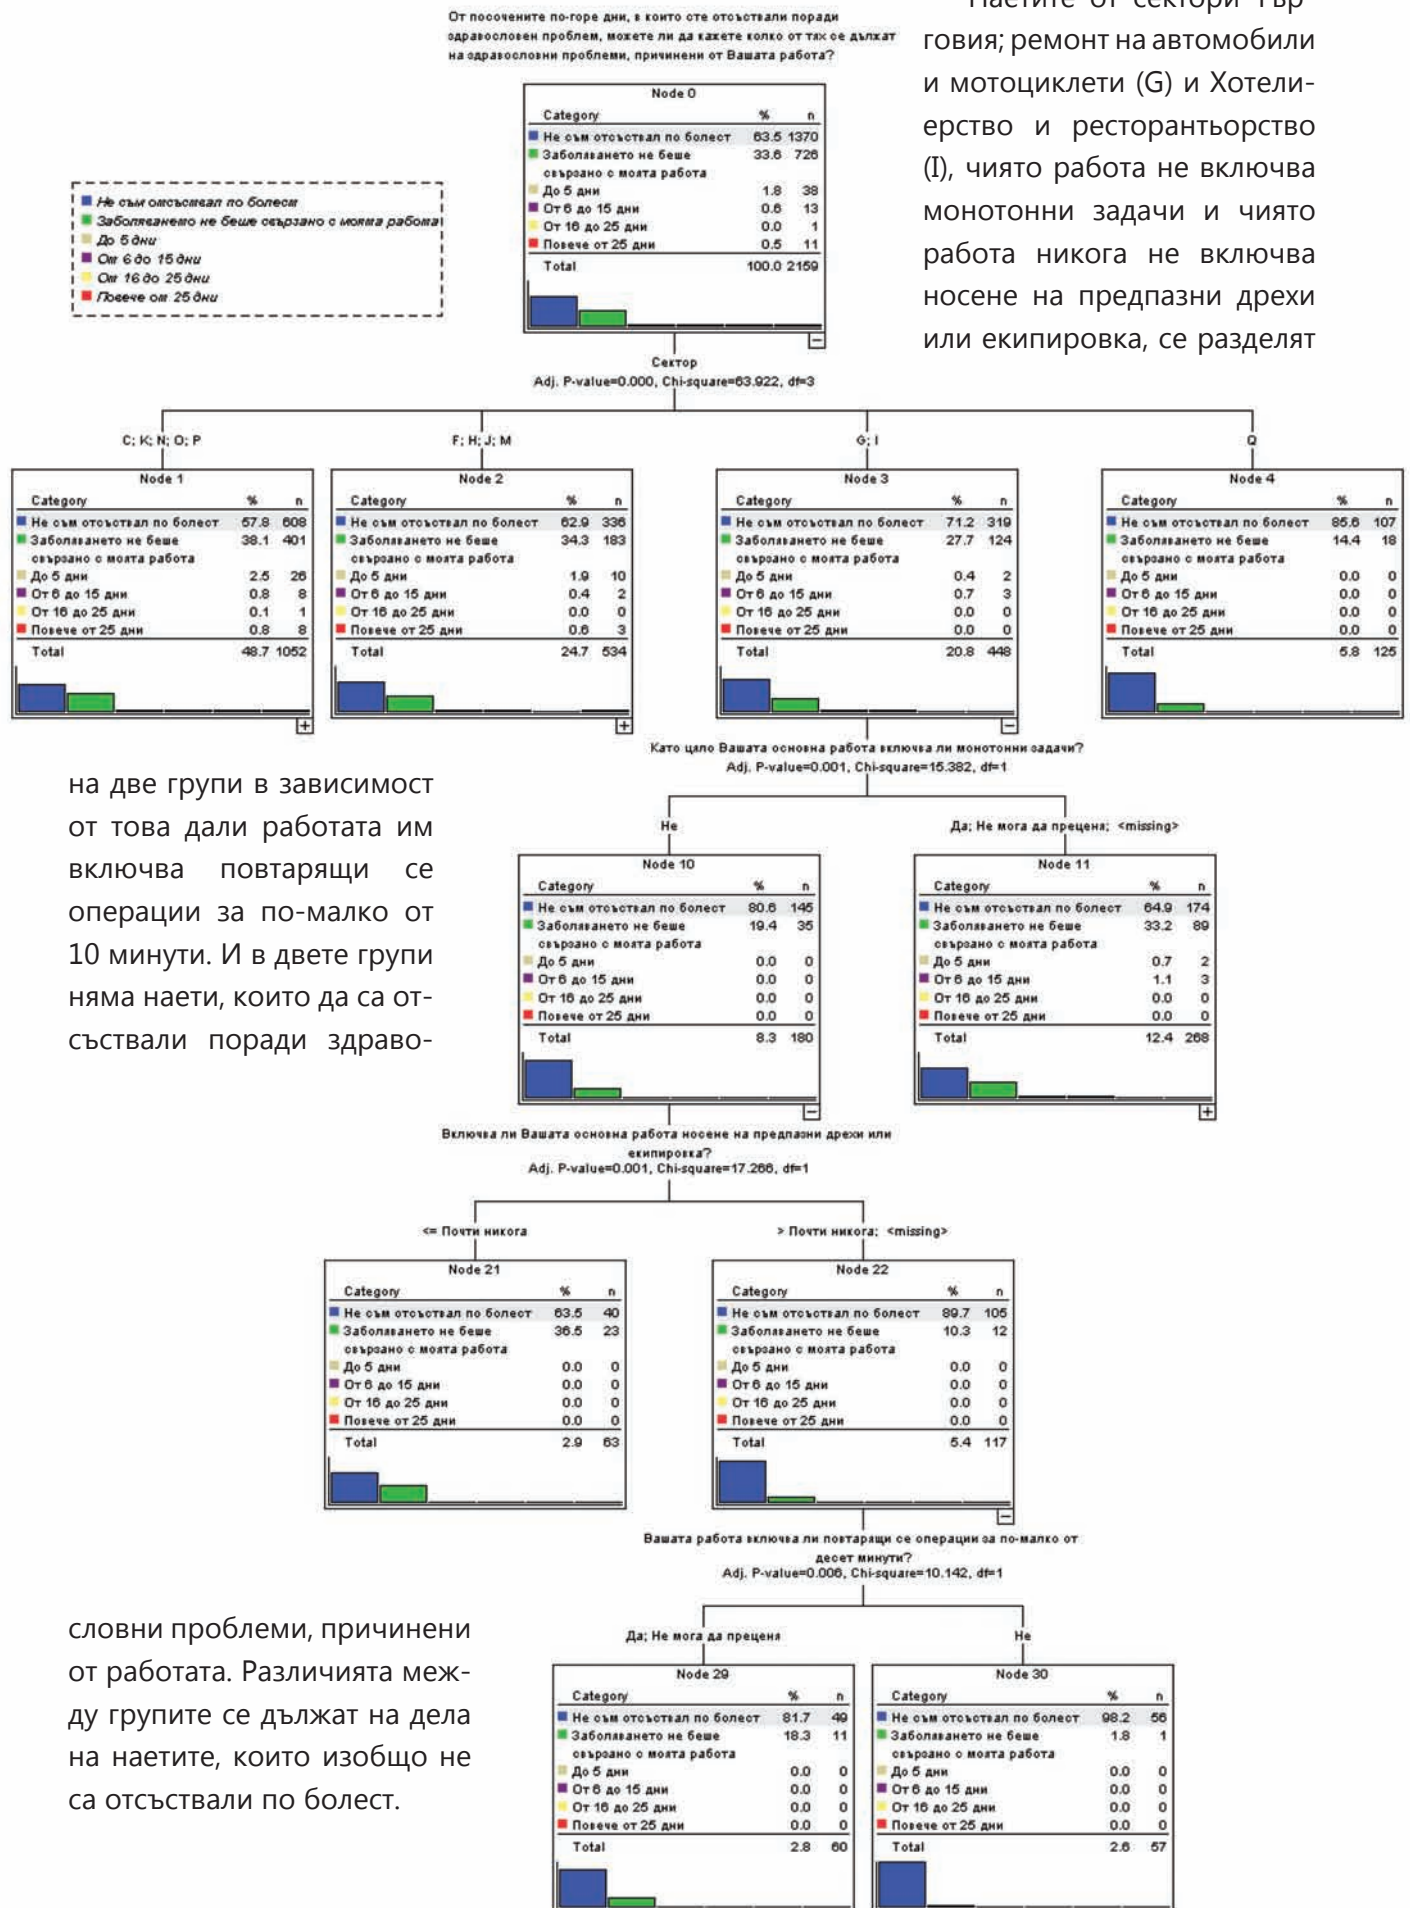 Наетите от сектори Тър-
говия; ремонт на автомобили
и мотоциклети (G) и Хотели-
ерство и ресторантьорство
(I), чиято работа не включва
монотонни задачи и чиято
работа никога не включва
носене на предпазни дрехи
или екипировка, се разделят
От посочените по-горе дни, в които сте отсъствали поради
здравословен проблем, можете ли да кажете колко от тях се дължат
на здравословни проблеми, причинени от Вашата работа?
Не съм отсъствал по болест
Заболяването не беше свързано с моята работа
До 5 дни
От 6 до 15 дни
От 16 до 25 дни
Повече от 25 дни
Node 0
Category % n
Не съм отсъствал по болест 63.5 1370
Заболяването не беше 33.6 726
свързано с моята работа
До 5 дни 1.8 38
От 6 до 15 дни 0.6 13
От 16 до 25 дни 0.0 1
Повече от 25 дни 0.5 11
Total 100.0 2159
Сектор
Adj. P-value=0.000, Chi-square=63.922, df=3
C; K; N; O; P
Node 1
Category % n
Не съм отсъствал по болест 57.8 608
Заболяването не беше 38.1 401
свързано с моята работа
До 5 дни 2.5 26
От 6 до 15 дни 0.8 8
От 16 до 25 дни 0.1 1
Повече от 25 дни 0.8 8
Total 48.7 1052
F; H; J; M
Node 2
Category % n
Не съм отсъствал по болест 62.9 336
Заболяването не беше 34.3 183
свързано с моята работа
До 5 дни 1.9 10
От 6 до 15 дни 0.4 2
От 16 до 25 дни 0.0 0
Повече от 25 дни 0.6 3
Total 24.7 534
G; I
Node 3
Category % n
Не съм отсъствал по болест 71.2 319
Заболяването не беше 27.7 124
свързано с моята работа
До 5 дни 0.4 2
От 6 до 15 дни 0.7 3
От 16 до 25 дни 0.0 0
Повече от 25 дни 0.0 0
Total 20.8 448
Q
Node 4
Category % n
Не съм отсъствал по болест 85.6 107
Заболяването не беше 14.4 18
свързано с моята работа
До 5 дни 0.0 0
От 6 до 15 дни 0.0 0
От 16 до 25 дни 0.0 0
Повече от 25 дни 0.0 0
Total 5.8 125
Като цяло Вашата основна работа включва ли монотонни задачи?
Adj. P-value=0.001, Chi-square=15.382, df=1
на две групи в зависимост
от това дали работата им
включва повтарящи се
операции за по-малко от
10 минути. И в двете групи
няма наети, които да са от-
съствали поради здраво-
Не
Node 10
Category % n
Не съм отсъствал по болест 80.6 145
Заболяването не беше 19.4 35
свързано с моята работа
До 5 дни 0.0 0
От 6 до 15 дни 0.0 0
От 16 до 25 дни 0.0 0
Повече от 25 дни 0.0 0
Total 8.3 180
Да; Не мога да преценя; <missing>
Node 11
Category % n
Не съм отсъствал по болест 64.9 174
Заболяването не беше 33.2 89
свързано с моята работа
До 5 дни 0.7 2
От 6 до 15 дни 1.1 3
От 16 до 25 дни 0.0 0
Повече от 25 дни 0.0 0
Total 12.4 268
Включва ли Вашата основна работа носене на предпазни дрехи или
екипировка?
Adj. P-value=0.001, Chi-square=17.266, df=1
<= Почти никога
Node 21
Category % n
Не съм отсъствал по болест 63.5 40
Заболяването не беше 36.5 23
свързано с моята работа
До 5 дни 0.0 0
От 6 до 15 дни 0.0 0
От 16 до 25 дни 0.0 0
Повече от 25 дни 0.0 0
Total 2.9 63
> Почти никога; <missing>
Node 22
Category % n
Не съм отсъствал по болест 89.7 105
Заболяването не беше 10.3 12
свързано с моята работа
До 5 дни 0.0 0
От 6 до 15 дни 0.0 0
От 16 до 25 дни 0.0 0
Повече от 25 дни 0.0 0
Total 5.4 117
Вашата работа включва ли повтарящи се операции за по-малко от
десет минути?
Adj. P-value=0.006, Chi-square=10.142, df=1
словни проблеми, причинени
от работата. Различията меж-
ду групите се дължат на дела
на наетите, които изобщо не
са отсъствали по болест.
Да; Не мога да преценя
Node 29
Category % n
Не съм отсъствал по болест 81.7 49
Заболяването не беше 18.3 11
свързано с моята работа
До 5 дни 0.0 0
От 6 до 15 дни 0.0 0
От 16 до 25 дни 0.0 0
Повече от 25 дни 0.0 0
Total 2.8 60
Не
Node 30
Category % n
Не съм отсъствал по болест 98.2 56
Заболяването не беше 1.8 1
свързано с моята работа
До 5 дни 0.0 0
От 6 до 15 дни 0.0 0
От 16 до 25 дни 0.0 0
Повече от 25 дни 0.0 0
Total 2.6 57